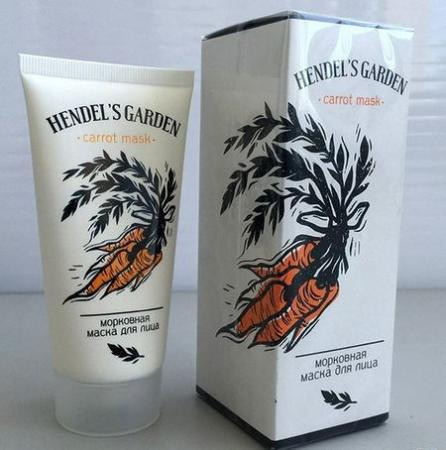 HENDEL'S GARDEN
· carrot mask ·
МОРКОВНАЯ
МАСКА ДЛЯ ЛИЦА
HENDEL'S GARDEN
· carrot mask ·
МОРКОВНАЯ
МАСКА ДЛЯ ЛИЦА